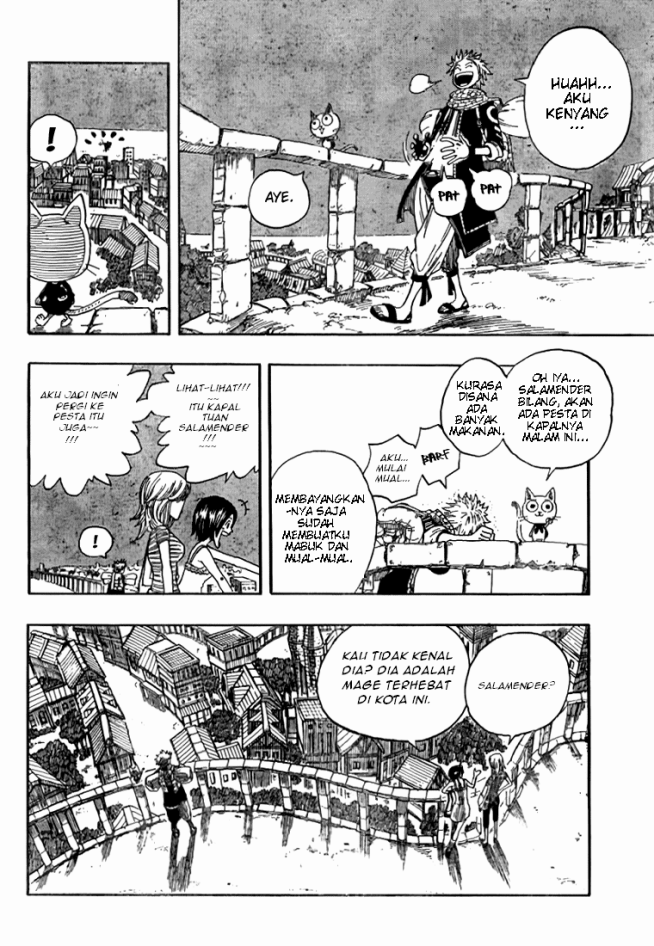 HUAHH...
AKU
KENYANG
...
PAT
PAT
AYE.
!
OH IYA...
SALAMENDER
BILANG, AKAN
ADA PESTA DI
KAPALNYA
MALAM INI...
KURASA
DISANA
ADA
BANYAK
MAKANAN.
BARF
AKU...
MULAI
MUAL...
MEMBAYANGKAN
-NYA SAJA
SUDAH
MEMBUATKU
MABUK DAN
MUAL-MUAL.
LIHAT-LIHAT!!!
~~
ITU KAPAL
TUAN
SALAMENDER
!!!
~~~~
AKU JADI INGIN
PERGI KE
PESTA ITU
JUGA~~
!!!
!
SALAMENDER?
KAU TIDAK KENAL
DIA? DIA ADALAH
MAGE TERHEBAT
DI KOTA INI.